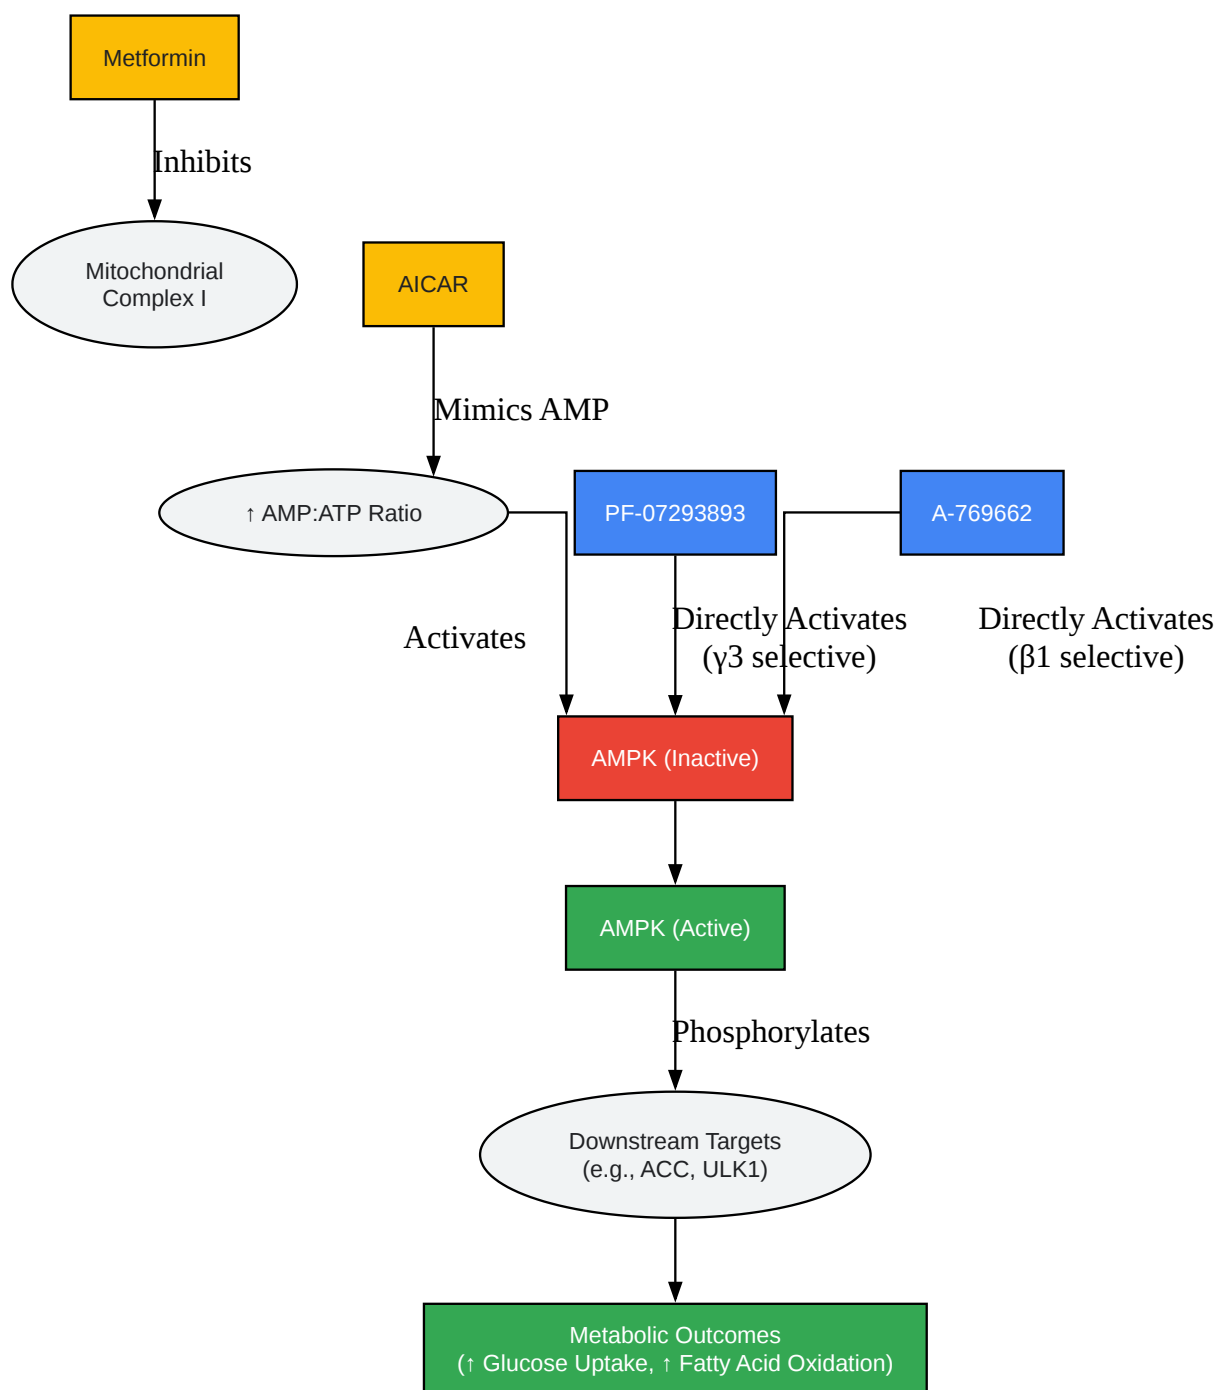 Metformin
Inhibits
Mitochondrial
Complex I
AICAR
Mimics AMP
↑ AMP:ATP Ratio
PF-07293893
A-769662
Activates
Directly Activates
(γ3 selective)
Directly Activates
(β1 selective)
AMPK (Inactive)
AMPK (Active)
Phosphorylates
Downstream Targets
(e.g., ACC, ULK1)
Metabolic Outcomes
(↑ Glucose Uptake, ↑ Fatty Acid Oxidation)